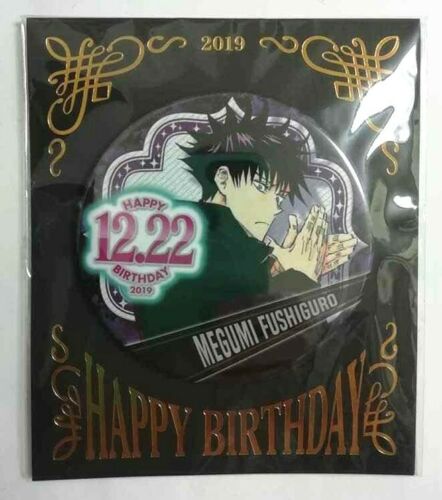 2019
HAPPY
12.22
BIRTHDAY
2019
MEGUMI FUSHIGURO
HAPPY BIRTHDAY